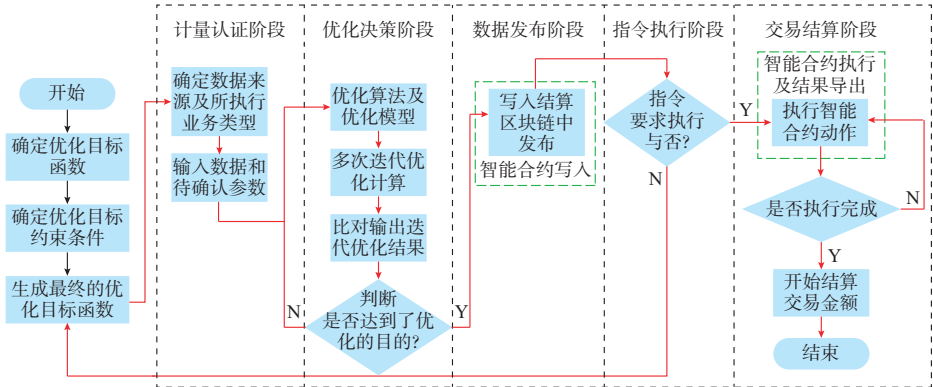 开始
确定优化目标
函数
确定优化目标
约束条件
生成最终的优
化目标函数
计量认证阶段
确定数据来
源及所执行
业务类型
输入数据和
待确认参数
N
优化决策阶段
优化算法及
优化模型
多次迭代优
化计算
比对输出迭
代优化结果
判断
是否达到了优
化的目的?
Y
数据发布阶段
写入结算
区块链中
发布
智能合约写入
指令执行阶段
指令
要求执行
与否?
Y
N
交易结算阶段
智能合约执行
及结果导出
执行智能
合约动作
是否执行完成
N
Y
开始结算
交易金额
结束